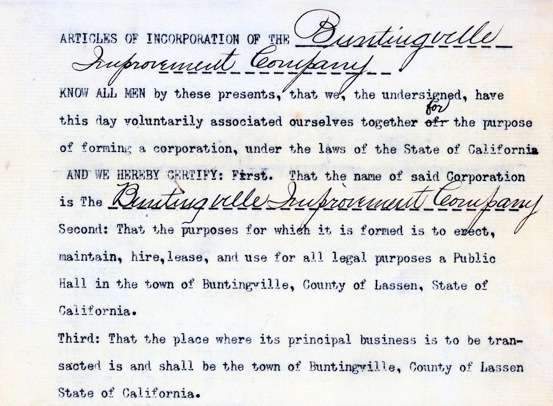 ARTICLES OF INCORPORATION OF THE Buntingville
Improvement Company
KNOW ALL MEN by these presents, that we, the undersigned, have
this day voluntarily associated ourselves together for the purpose
of forming a corporation, under the laws of the State of California
AND WE HEREBY CERTIFY: First. That the name of said Corporation
is The Buntingville Improvement Company
Second: That the purposes for which it is formed is to erect,
maintain, hire,lease, and use for all legal purposes a Public
Hall in the town of Buntingville, County of Lassen, State of
California.
Third: That the place where its principal business is to be tran-
sacted is and shall be the town of Buntingville, County of Lassen
State of California.